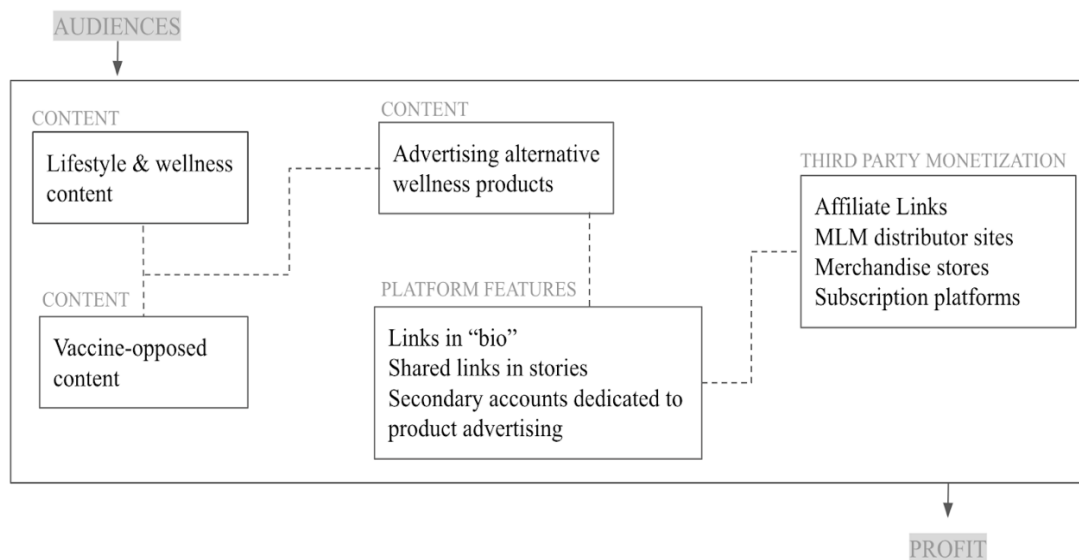 AUDIENCES
CONTENT
Lifestyle & wellness
content
CONTENT
Vaccine-opposed
content
CONTENT
Advertising alternative
wellness products
PLATFORM FEATURES
Links in “bio”
Shared links in stories
Secondary accounts dedicated to
product advertising
THIRD PARTY MONETIZATION
Affiliate Links
MLM distributor sites
Merchandise stores
Subscription platforms
PROFIT